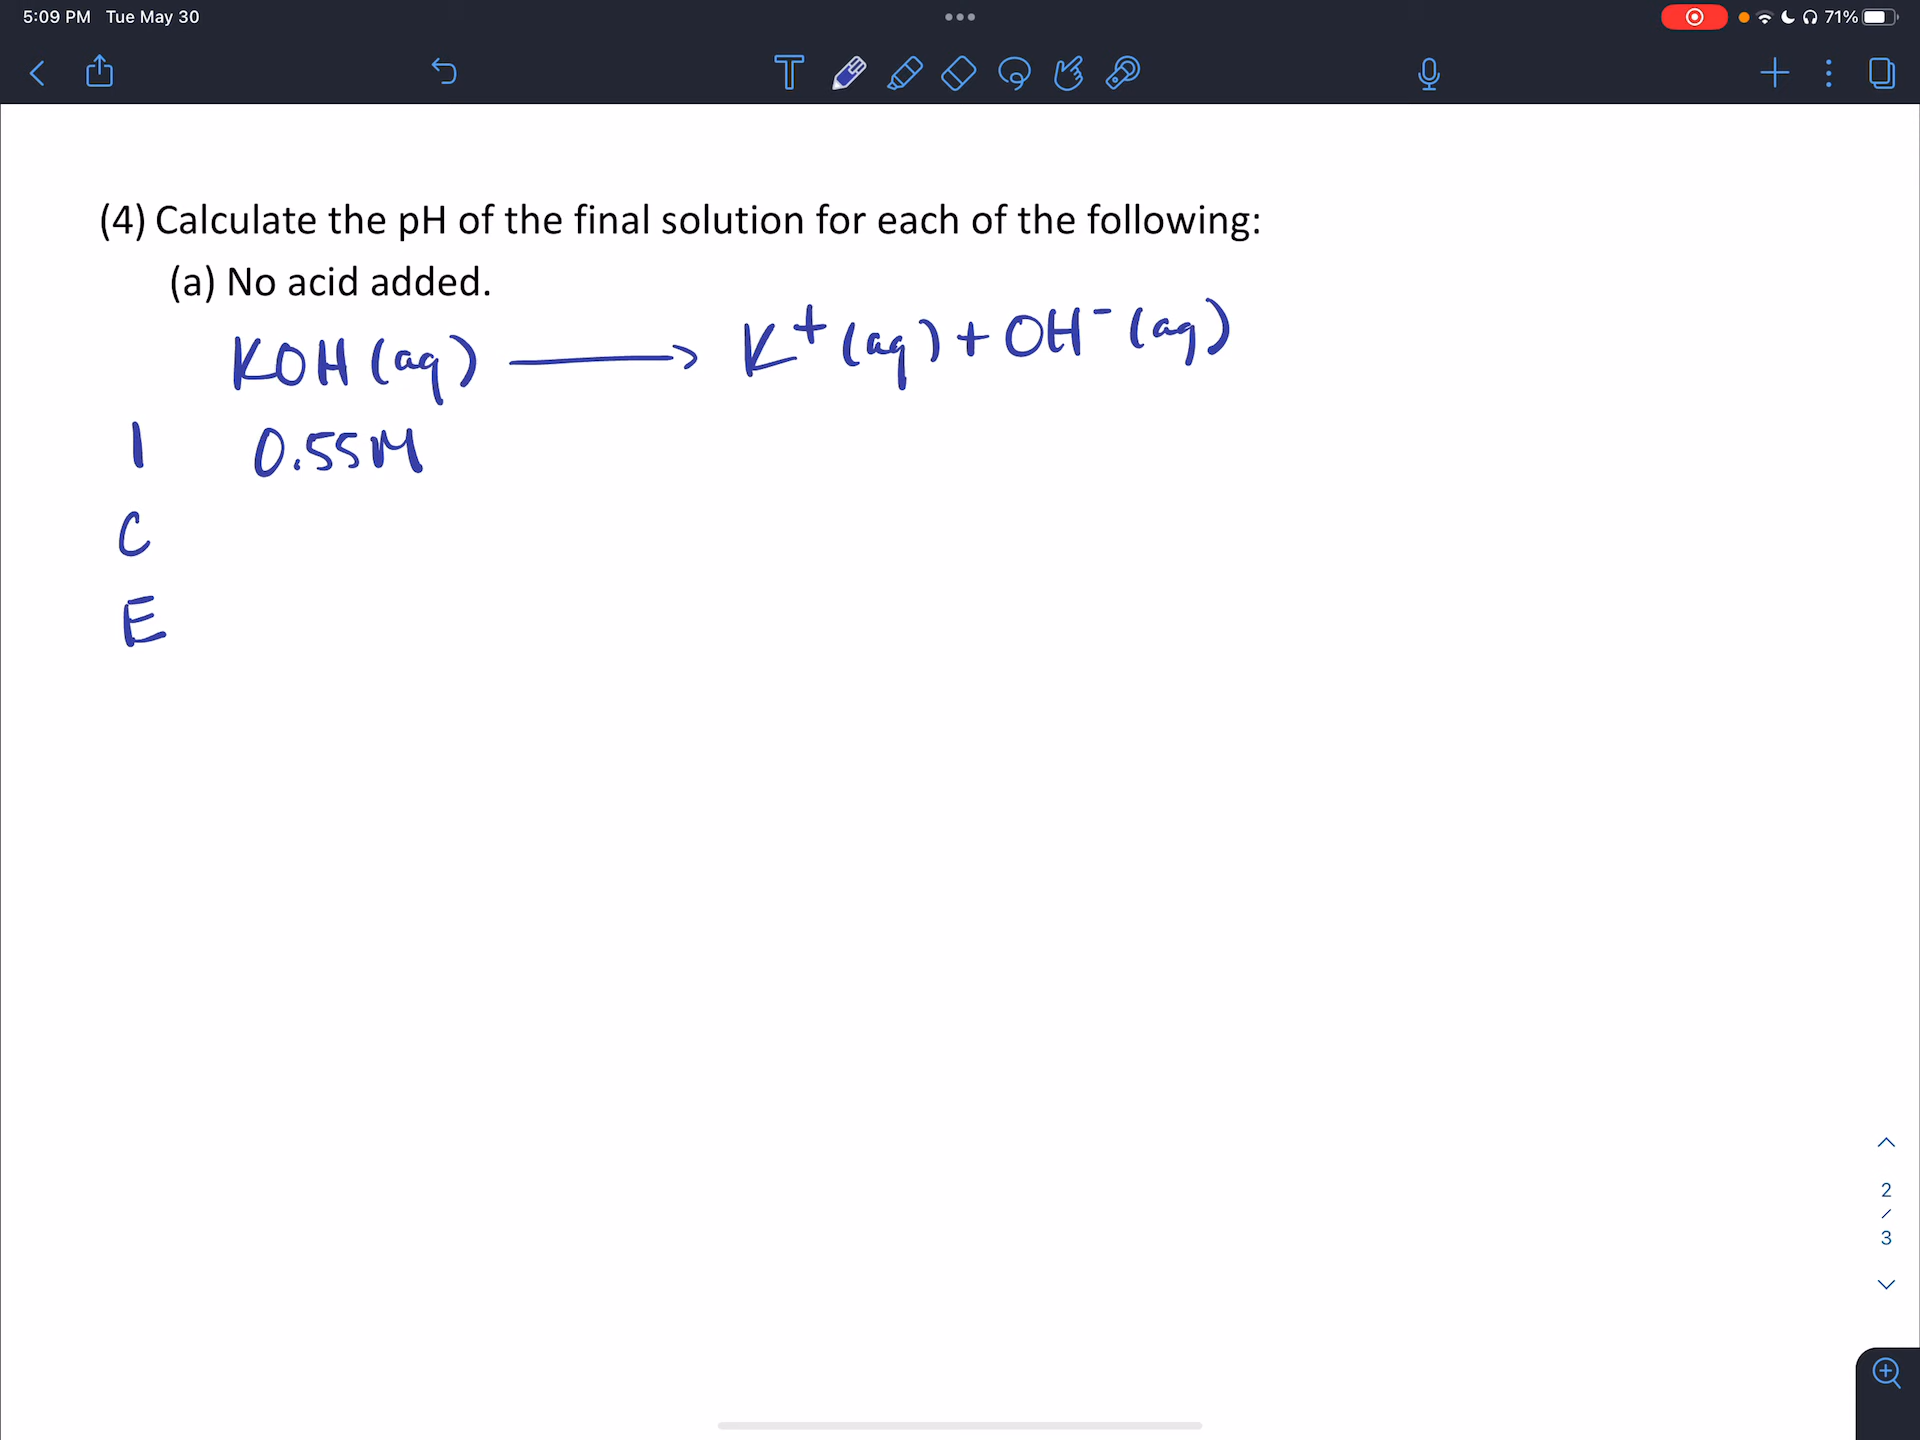 5:09 PM Tue May 30
71%
(4) Calculate the pH of the final solution for each of the following:
(a) No acid added.
KOH (aq) ⟶ K⁺ (aq) + OH⁻ (aq)
I 0.55M
C
E
2
/
3